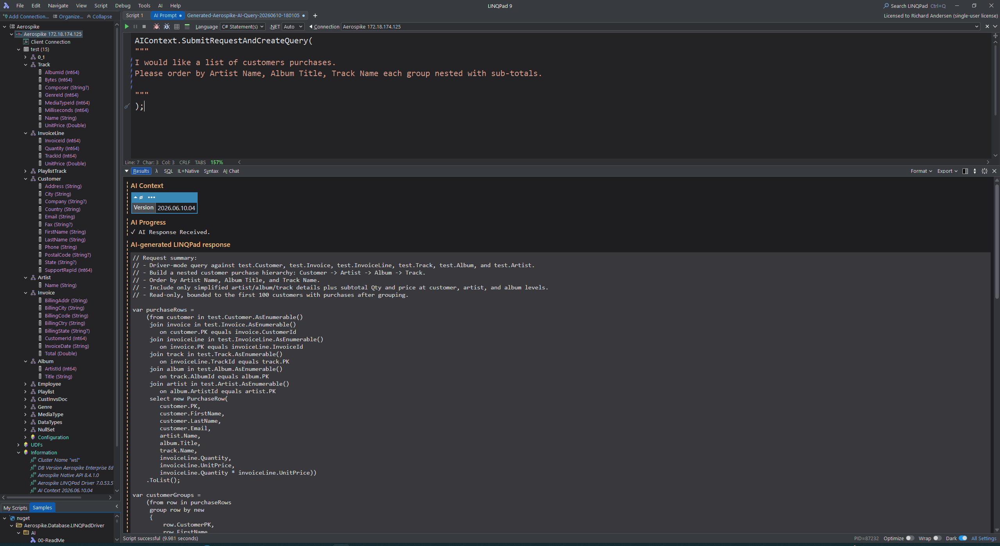 File Edit Navigate View Script Debug Tools AI Help
LINQPad 9
Search LINQPad Ctrl+Q
Add Connection... Organize... Collapse
Script 1 AI Prompt Generated-Aerospike-AI-Query-20260610-180105 +
Licensed to Richard Andersen (single-user license)
Language C# Statement(s) .NET Auto Connection Aerospike 172.18.174.125
Aerospike
Aerospike 172.18.174.125
Client Connection
test (15)
0_1
Track
AlbumId (Int64)
Bytes (Int64)
Composer (String?)
GenreId (Int64)
MediaTypeId (Int64)
Milliseconds (Int64)
Name (String)
UnitPrice (Double)
InvoiceLine
InvoiceId (Int64)
Quantity (Int64)
TrackId (Int64)
UnitPrice (Double)
PlaylistTrack
Customer
Address (String)
City (String)
Company (String?)
Country (String)
Email (String)
Fax (String?)
FirstName (String)
LastName (String)
Phone (String)
PostalCode (String?)
State (String?)
SupportRepId (Int64)
Artist
Name (String)
Invoice
BillingAddr (String)
BillingCity (String)
BillingCode (String)
BillingCtry (String)
BillingState (String?)
CustomerId (Int64)
InvoiceDate (String)
Total (Double)
Album
ArtistId (Int64)
Title (String)
Employee
Playlist
CustInvsDoc
Genre
MediaType
DataTypes
NullSet
Configuration
UDFs
Information
Cluster Name "wsl"
DB Version Aerospike Enterprise Ed
Aerospike Native API 8.4.1.0
Aerospike LINQPad Driver 7.0.53.5
AI Context 2026.06.10.04
My Scripts Samples
nuget
Aerospike.Database.LINQPadDriver
AI
00-ReadMe
AIContext.SubmitRequestAndCreateQuery(
"""
I would like a list of customers purchases.
Please order by Artist Name, Album Title, Track Name each group nested with sub-totals.
"""
);
Line: 7 Char: 3 Col: 3 CRLF TABS 157%
Results λ SQL IL+Native Syntax AI Chat
Format Export
AI Context
ø •••
Version 2026.06.10.04
AI Progress
✓ AI Response Received.
AI-generated LINQPad response
// Request summary:
// - Driver-mode query against test.Customer, test.Invoice, test.InvoiceLine, test.Track, test.Album, and test.Artist.
// - Build a nested customer purchase hierarchy: Customer -> Artist -> Album -> Track.
// - Order by Artist Name, Album Title, and Track Name.
// - Include only simplified artist/album/track details plus subtotal Qty and price at customer, artist, and album levels.
// - Read-only, bounded to the first 100 customers with purchases after grouping.
var purchaseRows =
(from customer in test.Customer.AsEnumerable()
join invoice in test.Invoice.AsEnumerable()
on customer.PK equals invoice.CustomerId
join invoiceLine in test.InvoiceLine.AsEnumerable()
on invoice.PK equals invoiceLine.InvoiceId
join track in test.Track.AsEnumerable()
on invoiceLine.TrackId equals track.PK
join album in test.Album.AsEnumerable()
on track.AlbumId equals album.PK
join artist in test.Artist.AsEnumerable()
on album.ArtistId equals artist.PK
select new PurchaseRow(
customer.PK,
customer.FirstName,
customer.LastName,
customer.Email,
artist.Name,
album.Title,
track.Name,
invoiceLine.Quantity,
invoiceLine.UnitPrice,
invoiceLine.Quantity * invoiceLine.UnitPrice))
.ToList();
var customerGroups =
(from row in purchaseRows
group row by new
{
row.CustomerPK,
row.FirstName
Script successful (9.981 seconds)
PID=87232 Optimize Wrap Dark All Settings